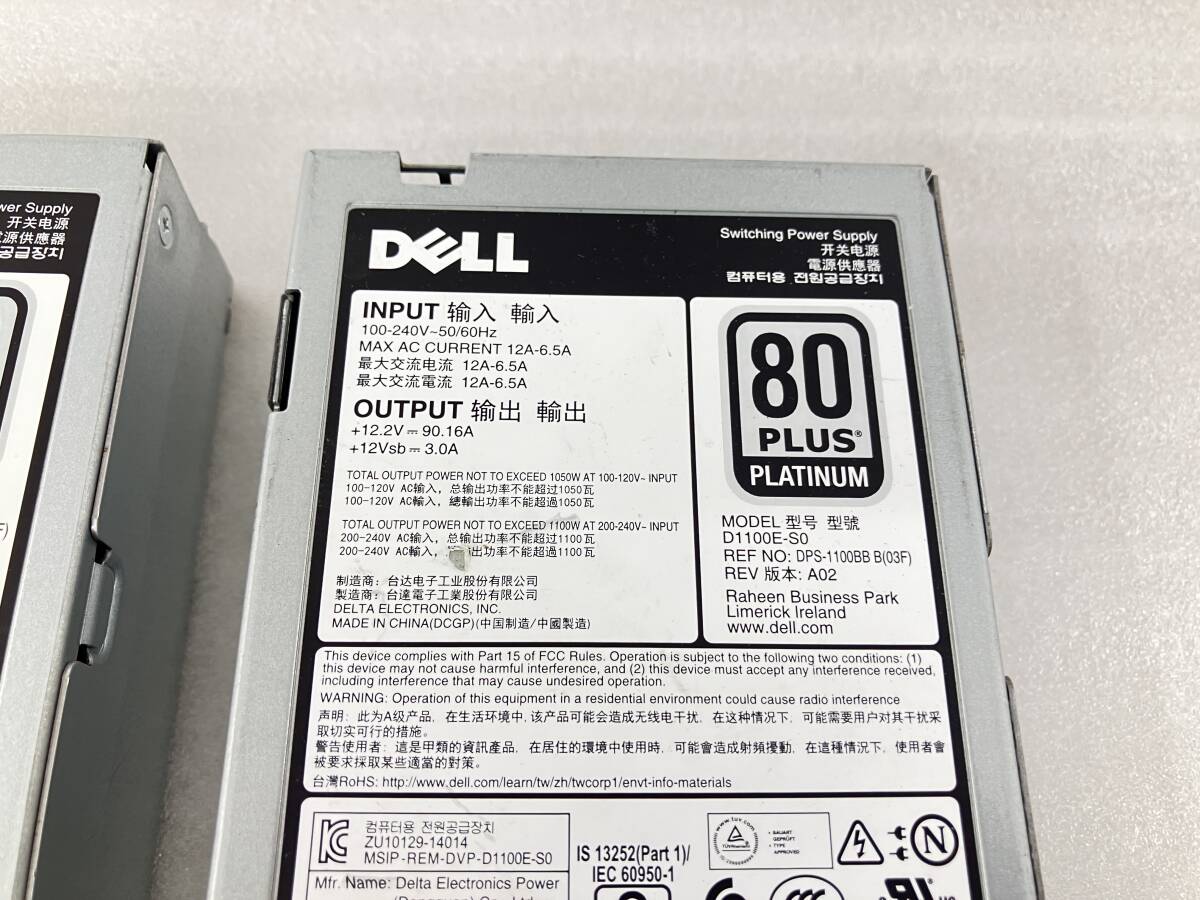 wer Supply
开关电源
源供應器
공급장치
F)
DELL
Switching Power Supply
开关电源
電源供應器
컴퓨터용 전원공급장치
INPUT 输入 輸入
100-240V~50/60Hz
MAX AC CURRENT 12A-6.5A
最大交流电流 12A-6.5A
最大交流電流 12A-6.5A
OUTPUT 输出 輸出
+12.2V ⎓ 90.16A
+12Vsb ⎓ 3.0A
TOTAL OUTPUT POWER NOT TO EXCEED 1050W AT 100-120V~ INPUT
100-120V AC输入，总输出功率不能超过1050瓦
100-120V AC輸入，總輸出功率不能超過1050瓦
TOTAL OUTPUT POWER NOT TO EXCEED 1100W AT 200-240V~ INPUT
200-240V AC输入，总输出功率不能超过1100瓦
200-240V AC輸入，出功率不能超過1100瓦
制造商：台达电子工业股份有限公司
製造商：台達電子工業股份有限公司
DELTA ELECTRONICS, INC.
MADE IN CHINA(DCGP)(中国制造/中國製造)
80
PLUS®
PLATINUM
MODEL 型号 型號
D1100E-S0
REF NO: DPS-1100BB B(03F)
REV 版本: A02
Raheen Business Park
Limerick Ireland
www.dell.com
This device complies with Part 15 of FCC Rules. Operation is subject to the following two conditions: (1)
this device may not cause harmful interference, and (2) this device must accept any interference received,
including interference that may cause undesired operation.
WARNING: Operation of this equipment in a residential environment could cause radio interference
声明：此为A级产品，在生活环境中，该产品可能会造成无线电干扰，在这种情况下，可能需要用户对其干扰采
取切实可行的措施。
警告使用者：這是甲類的資訊產品，在居住的環境中使用時，可能會造成射頻擾動，在這種情況下，使用者會
被要求採取某些適當的對策。
台灣RoHS: http://www.dell.com/learn/tw/zh/twcorp1/envt-info-materials
컴퓨터용 전원공급장치
ZU10129-14014
MSIP-REM-DVP-D1100E-S0
Mfr. Name: Delta Electronics Power
(Dongguan) Co., Ltd.
IS 13252(Part 1)/
IEC 60950-1
www.tuv.com
TÜVRheinland
BAUART
GEPRÜFT
TYPE
APPROVED
N